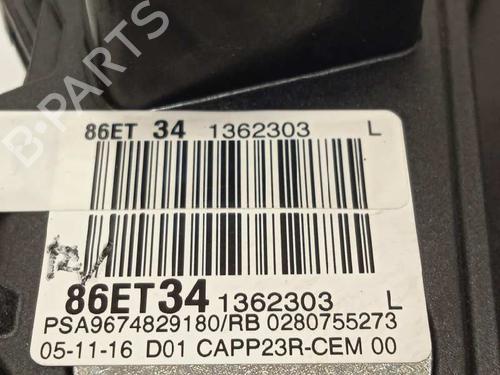 B-PARTS
86ET 34 1362303 L
86ET34 1362303 L
PSA9674829180/RB 0280755273
05-11-16 D01 CAPP23R-CEM 00